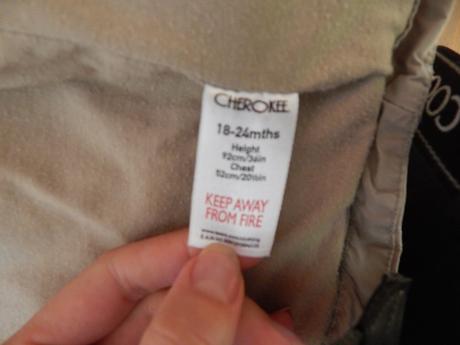 CHEROKEE
18-24mths
Height
92cm/36in
Chest
52cm/20½in
KEEP AWAY
FROM FIRE